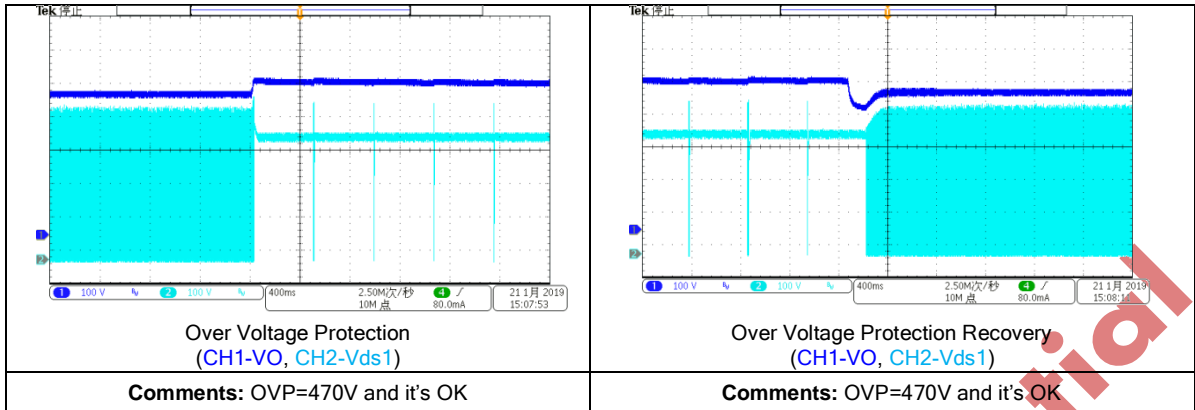 Tek 停止
1 100 V 2 100 V 400ms 2.50M次/秒 4 80.0mA
10M 点
21 1月 2019
15:07:53
1
2
Over Voltage Protection
(CH1-VO, CH2-Vds1)
Comments: OVP=470V and it's OK
Tek 停止
1 100 V 2 100 V 400ms 2.50M次/秒 4 80.0mA
10M 点
21 1月 2019
1
2
Over Voltage Protection Recovery
(CH1-VO, CH2-Vds1)
Comments: OVP=470V and it's OK